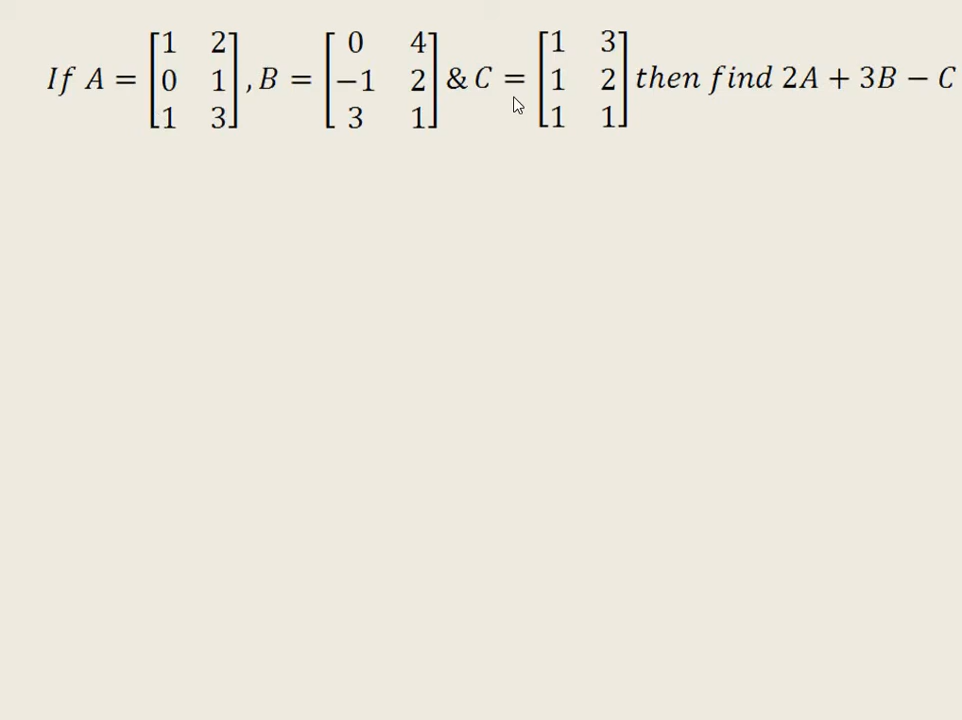 If A = [1 2; 0 1; 1 3], B = [0 4; −1 2; 3 1] & C = [1 3; 1 2; 1 1] then find 2A + 3B − C